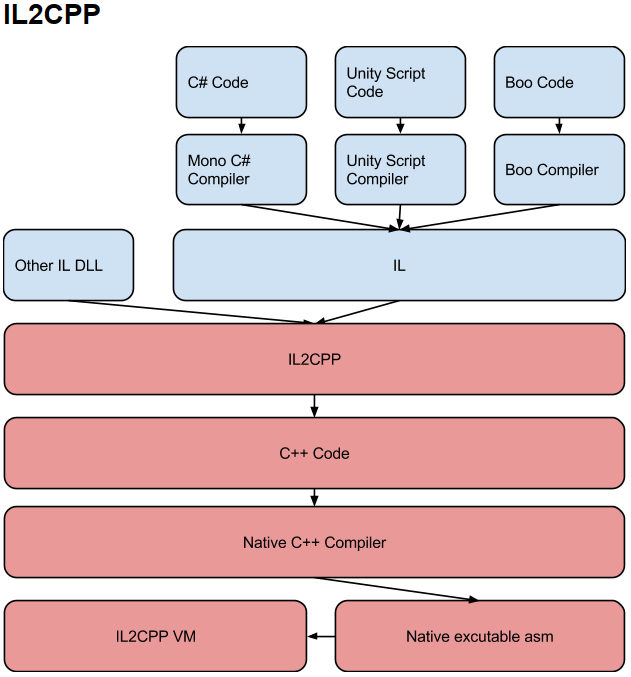 IL2CPP
C# Code
Unity Script
Code
Boo Code
Mono C#
Compiler
Unity Script
Compiler
Boo Compiler
Other IL DLL
IL
IL2CPP
C++ Code
Native C++ Compiler
IL2CPP VM
Native excutable asm